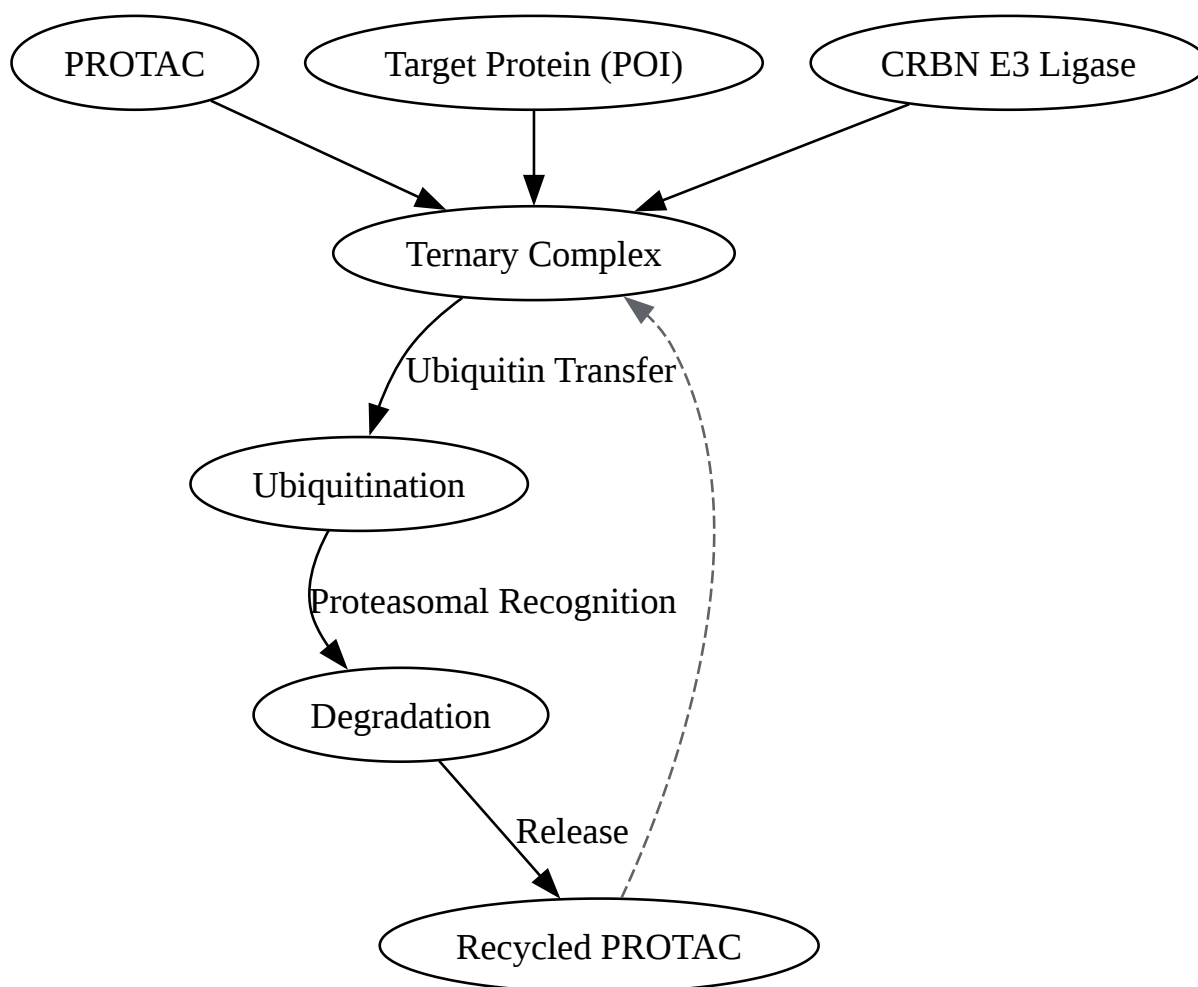 PROTAC
Target Protein (POI)
CRBN E3 Ligase
Ternary Complex
Ubiquitin Transfer
Ubiquitination
Proteasomal Recognition
Degradation
Release
Recycled PROTAC